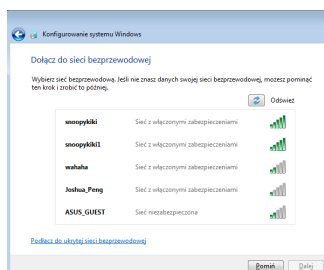 Konfigurowanie systemu Windows
Dołącz do sieci bezprzewodowej
Wybierz sieć bezprzewodową. Jeśli nie znasz danych swojej sieci bezprzewodowej, możesz pominąć
ten krok i zrobić to później.
Odśwież
snoopykiki Sieć z włączonymi zabezpieczeniami
snoopykiki1 Sieć z włączonymi zabezpieczeniami
wahaha Sieć z włączonymi zabezpieczeniami
Joshua_Peng Sieć z włączonymi zabezpieczeniami
ASUS_GUEST Sieć niezabezpieczona
Podłącz do ukrytej sieci bezprzewodowej
Pomiń Dalej